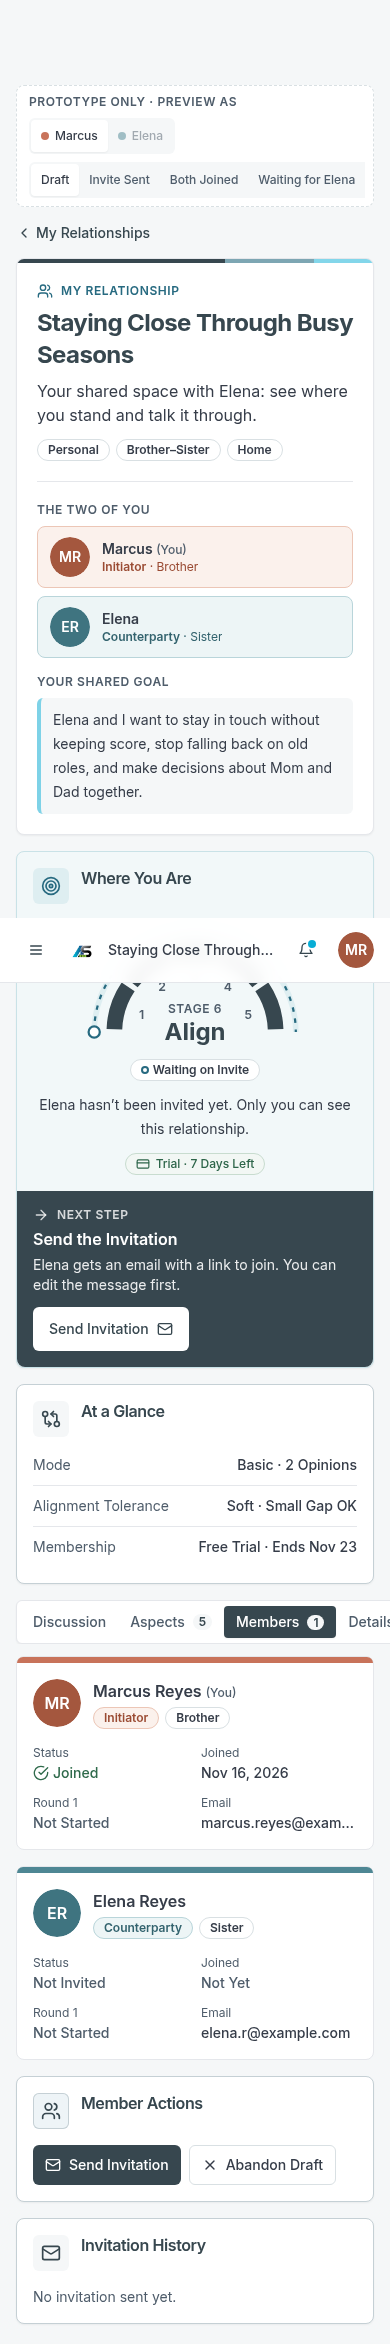 PROTOTYPE ONLY · PREVIEW AS
Marcus Elena
Draft Invite Sent Both Joined Waiting for Elena
My Relationships
MY RELATIONSHIP
Staying Close Through Busy
Seasons
Your shared space with Elena: see where
you stand and talk it through.
Personal Brother–Sister Home
THE TWO OF YOU
MR Marcus (You)
Initiator · Brother
ER Elena
Counterparty · Sister
YOUR SHARED GOAL
Elena and I want to stay in touch without
keeping score, stop falling back on old
roles, and make decisions about Mom and
Dad together.
Where You Are
Staying Close Through... MR
2 4
1 STAGE 6 5
Align
Waiting on Invite
Elena hasn't been invited yet. Only you can see
this relationship.
Trial · 7 Days Left
NEXT STEP
Send the Invitation
Elena gets an email with a link to join. You can
edit the message first.
Send Invitation
At a Glance
Mode Basic · 2 Opinions
Alignment Tolerance Soft · Small Gap OK
Membership Free Trial · Ends Nov 23
Discussion Aspects 5 Members 1 Details
MR Marcus Reyes (You)
Initiator Brother
Status Joined
Joined Nov 16, 2026
Round 1 Email
Not Started marcus.reyes@exam...
ER Elena Reyes
Counterparty Sister
Status Joined
Not Invited Not Yet
Round 1 Email
Not Started elena.r@example.com
Member Actions
Send Invitation Abandon Draft
Invitation History
No invitation sent yet.